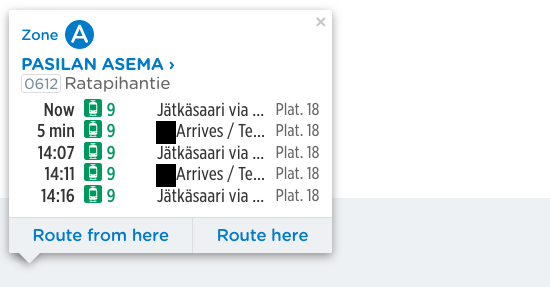 Zone A
×
PASILAN ASEMA ›
0612 Ratapihantie
Now 9 Jätkäsaari via ... Plat. 18
5 min 9 Arrives / Te... Plat. 18
14:07 9 Jätkäsaari via ... Plat. 18
14:11 9 Arrives / Te... Plat. 18
14:16 9 Jätkäsaari via ... Plat. 18
Route from here Route here